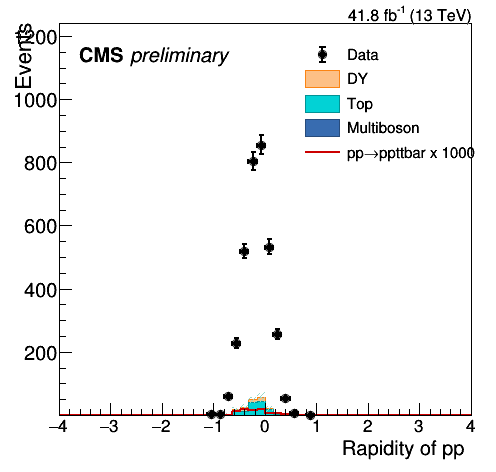 41.8 fb⁻¹ (13 TeV)
Events
CMS preliminary
Data
DY
Top
Multiboson
pp→ppttbar x 1000
1200
1000
800
600
400
200
−4 −3 −2 −1 0 1 2 3 4
Rapidity of pp